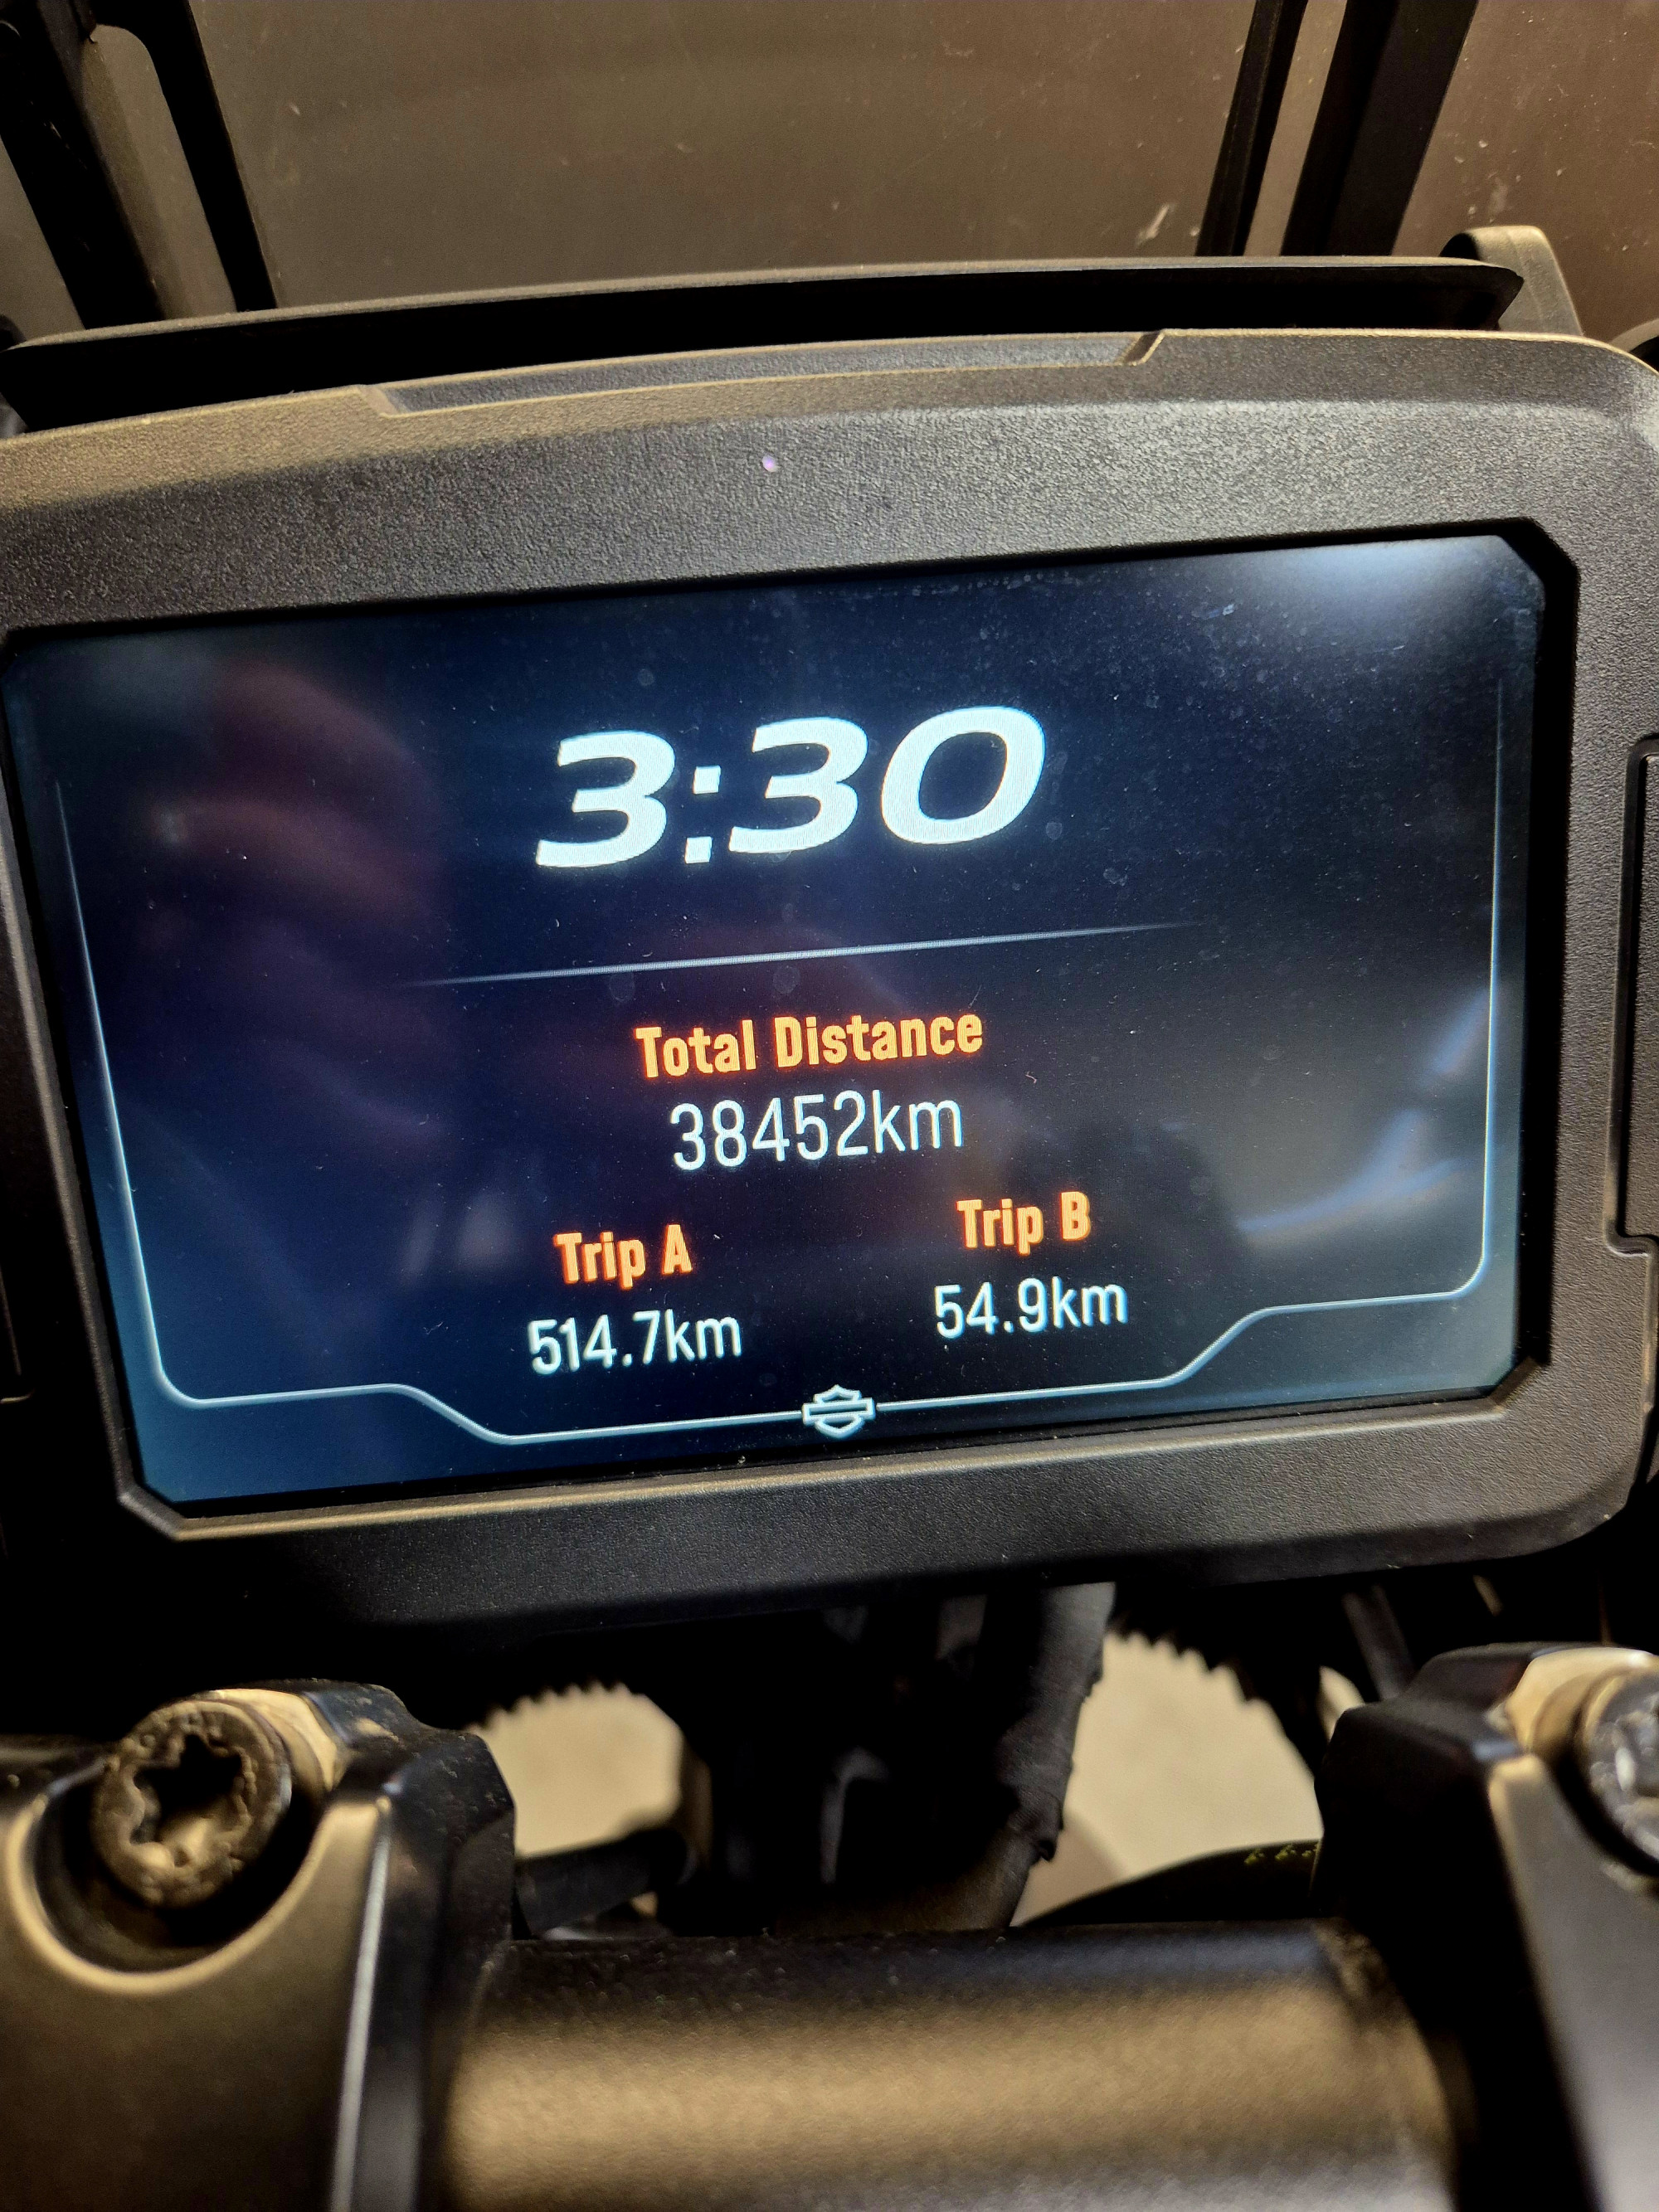 3:30
Total Distance
38452km
Trip A
514.7km
Trip B
54.9km